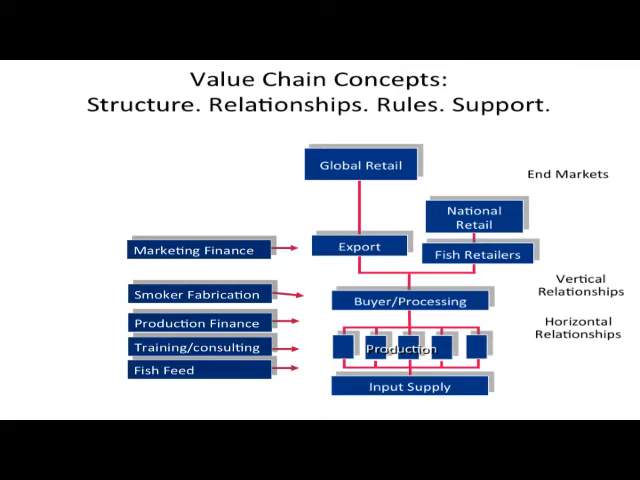 Value Chain Concepts:
Structure. Relationships. Rules. Support.
Global Retail
End Markets
National
Retail
Marketing Finance
Export
Fish Retailers
Vertical
Relationships
Smoker Fabrication
Buyer/Processing
Production Finance
Horizontal
Relationships
Training/consulting
Production
Fish Feed
Input Supply